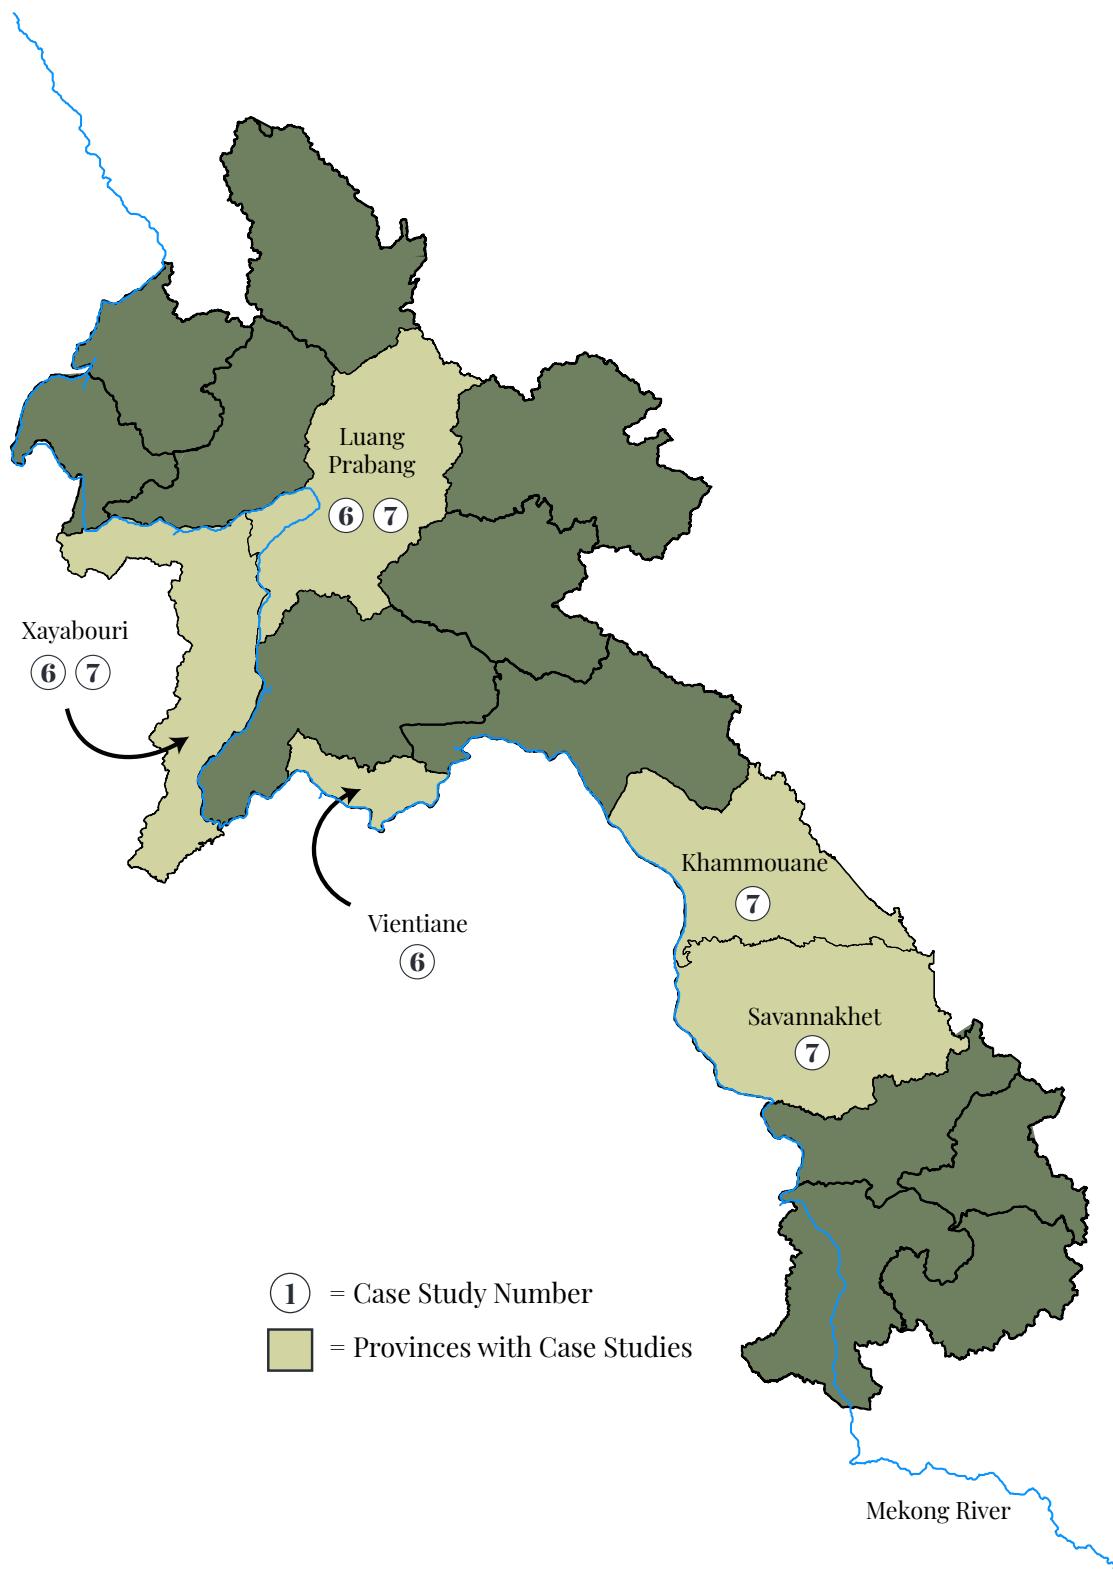 Luang
Prabang
6 7
Xayabouri
6 7
Vientiane
6
Khammouane
7
Savannakhet
7
1 = Case Study Number
= Provinces with Case Studies
Mekong River